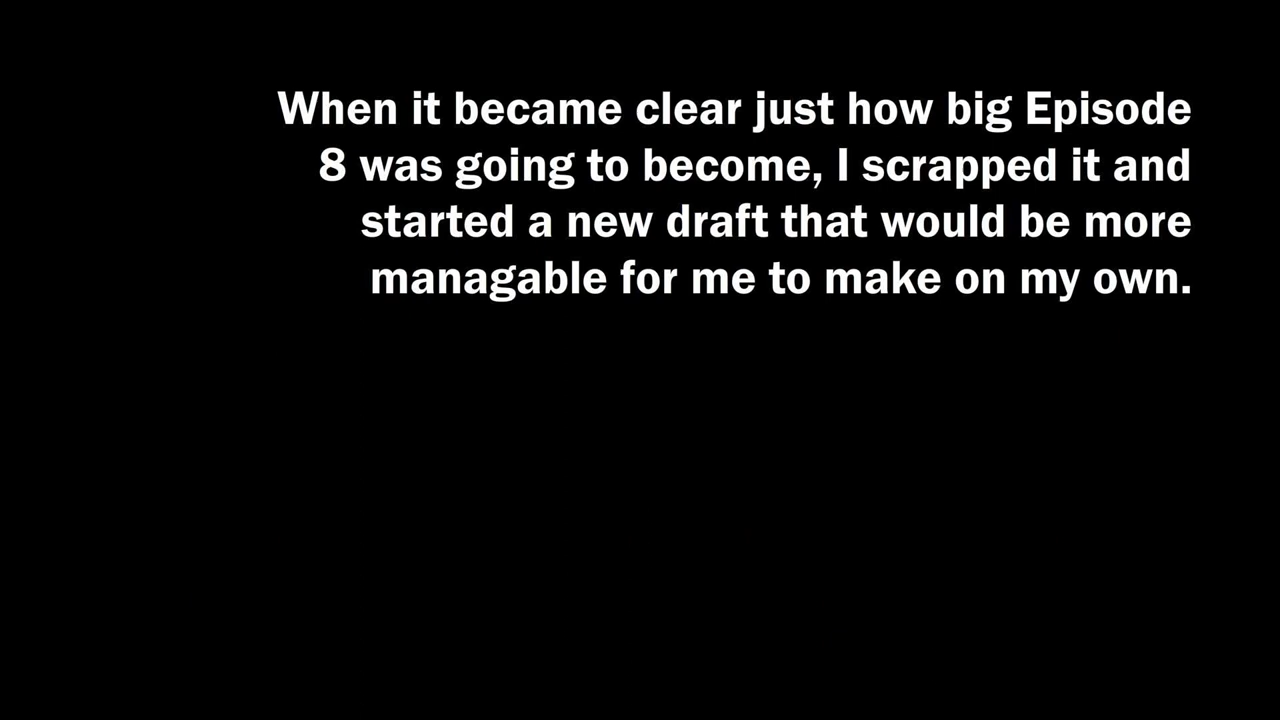 When it became clear just how big Episode
8 was going to become, I scrapped it and
started a new draft that would be more
managable for me to make on my own.